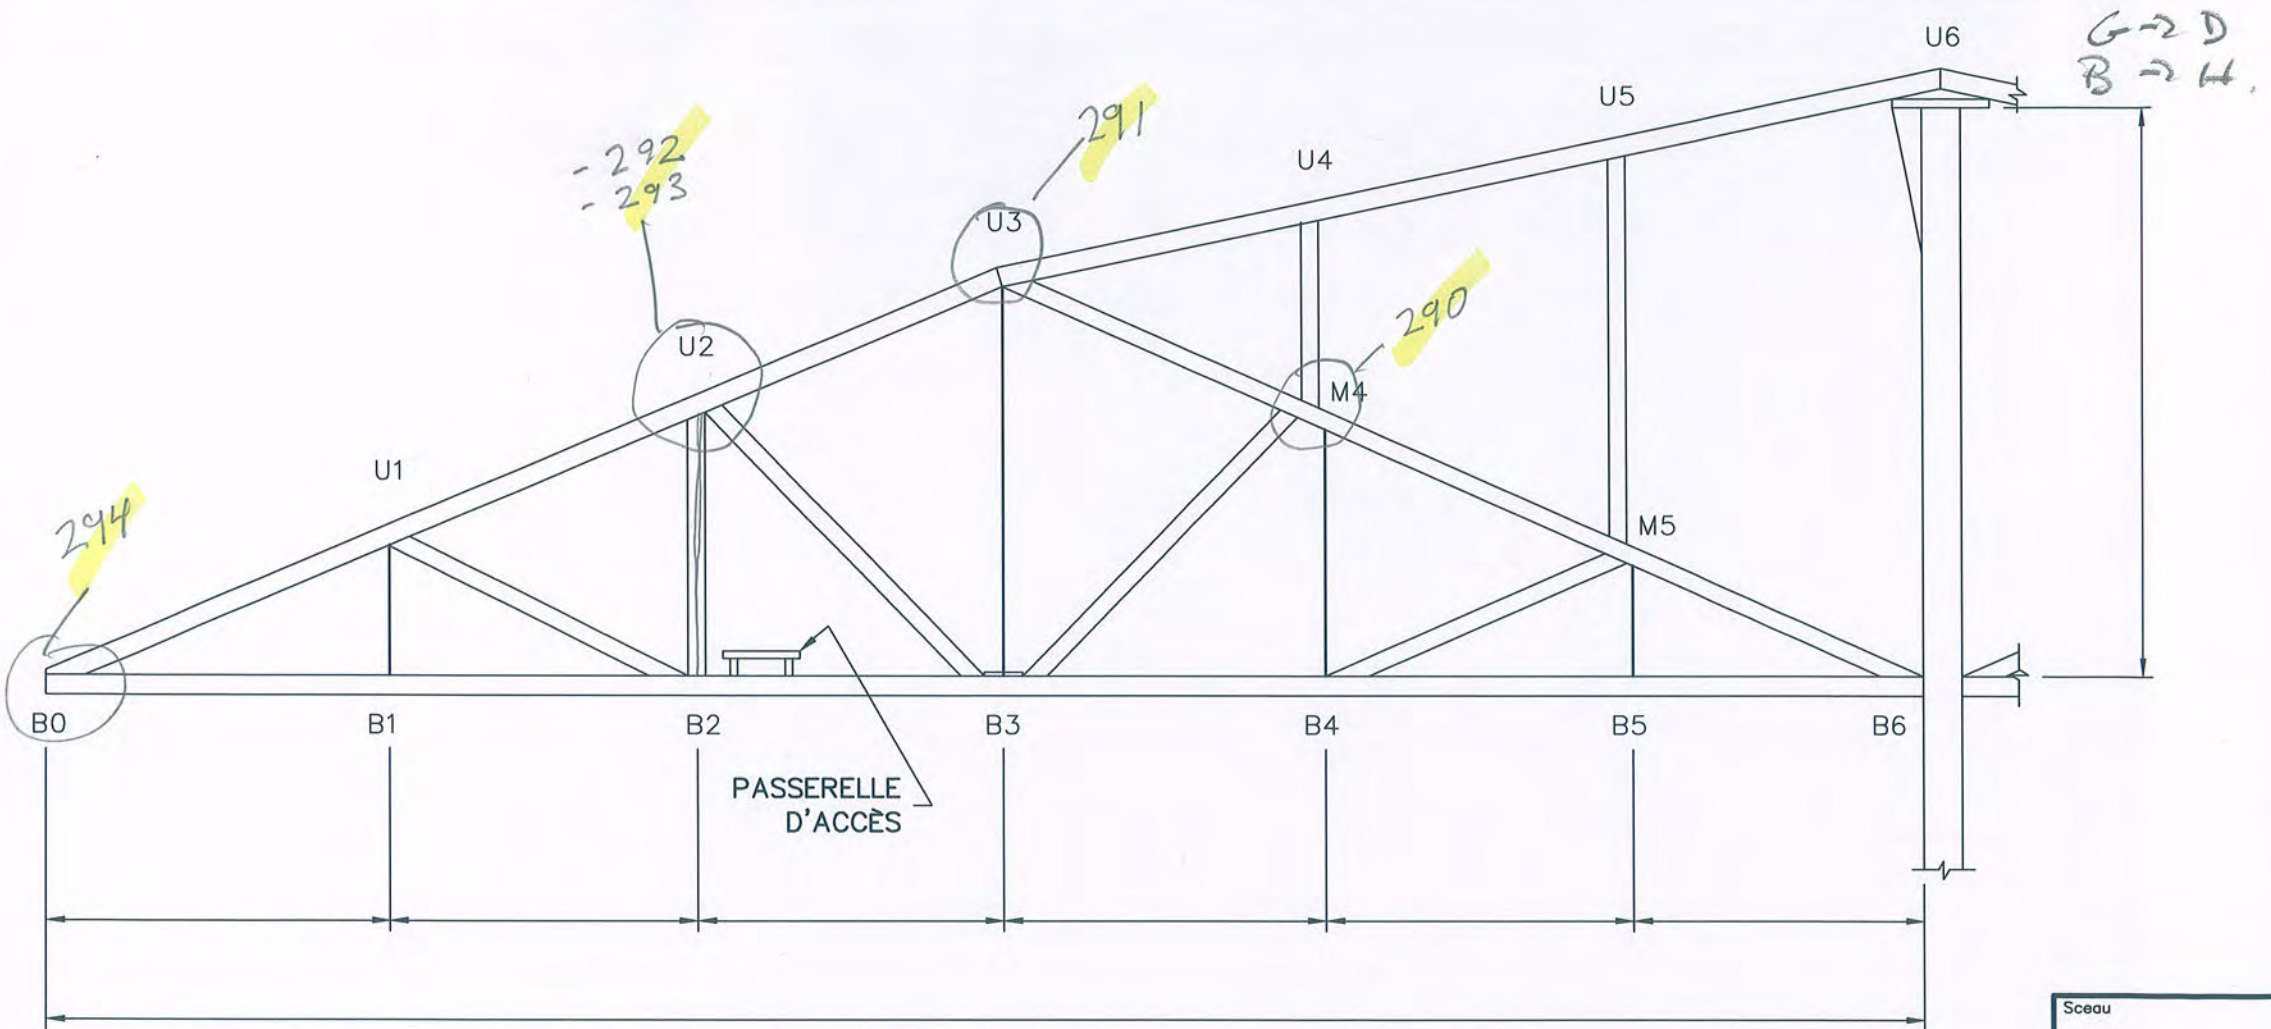 U6
G → D
B → H.
U5
291
- 292
- 293
U4
U3
290
U2
M4
U1
294
M5
B0
B1
B2
B3
B4
B5
B6
PASSERELLE
D'ACCÈS
Sceau